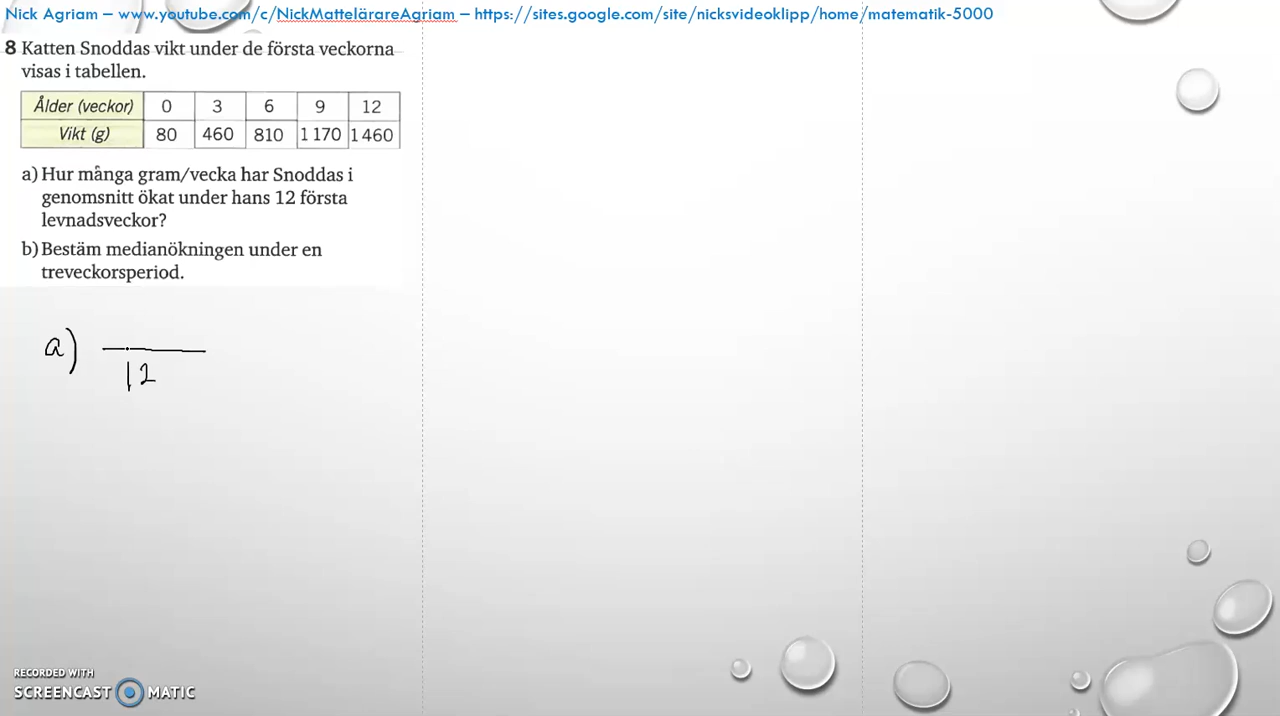 Nick Agriam – www.youtube.com/c/NickMattelärareAgriam – https://sites.google.com/site/nicksvideoklipp/home/matematik-5000
8 Katten Snoddas vikt under de första veckorna
visas i tabellen.
Ålder (veckor) 0 3 6 9 12
Vikt (g) 80 460 810 1 170 1 460
a) Hur många gram/vecka har Snoddas i
genomsnitt ökat under hans 12 första
levnadsveckor?
b) Bestäm medianökningen under en
treveckorsperiod.
a)
12
RECORDED WITH
SCREENCAST MATIC